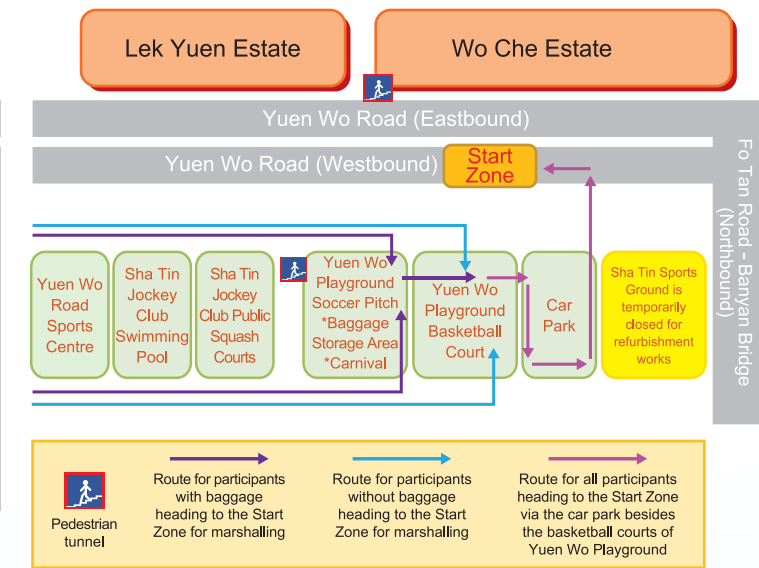 Lek Yuen Estate
Wo Che Estate
Yuen Wo Road (Eastbound)
Yuen Wo Road (Westbound)
Start
Zone
Fo Tan Road - Banyan Bridge
(Northbound)
Yuen Wo
Road
Sports
Centre
Sha Tin
Jockey
Club
Swimming
Pool
Sha Tin
Jockey
Club Public
Squash
Courts
Yuen Wo
Playground
Soccer Pitch
*Baggage
Storage Area
*Carnival
Yuen Wo
Playground
Basketball
Court
Car
Park
Sha Tin Sports
Ground is
temporarily
closed for
refurbishment
works
Pedestrian
tunnel
Route for participants
with baggage
heading to the Start
Zone for marshalling
Route for participants
without baggage
heading to the Start
Zone for marshalling
Route for all participants
heading to the Start Zone
via the car park besides
the basketball courts of
Yuen Wo Playground